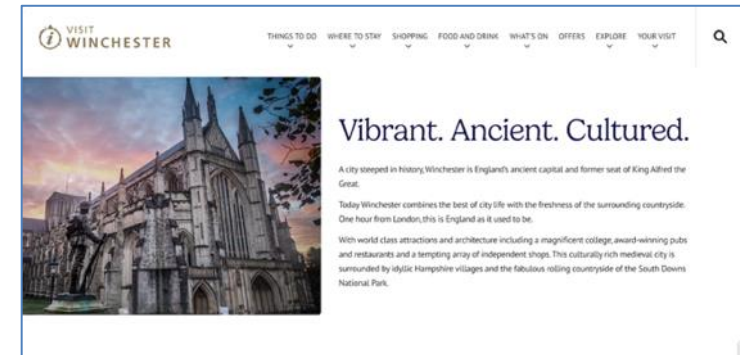 VISIT
WINCHESTER
THINGS TO DO WHERE TO STAY SHOPPING FOOD AND DRINK WHAT'S ON OFFERS EXPLORE YOUR VISIT
Vibrant. Ancient. Cultured.
A city steeped in history, Winchester is England's ancient capital and former seat of King Alfred the
Great.
Today Winchester combines the best of city life with the freshness of the surrounding countryside.
One hour from London, this is England as it used to be.
With world class attractions and architecture including a magnificent college, award-winning pubs
and restaurants and a tempting array of independent shops. This culturally rich medieval city is
surrounded by idyllic Hampshire villages and the fabulous rolling countryside of the South Downs
National Park.